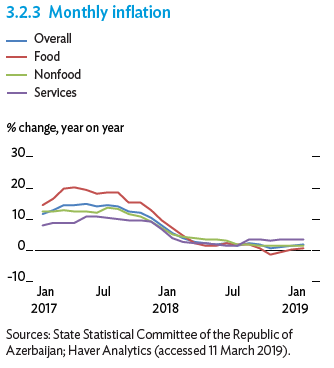 3.2.3 Monthly inflation
Overall
Food
Nonfood
Services
% change, year on year
30
20
10
0
-10
Jan Jul Jan Jul Jan
2017 2018 2019
Sources: State Statistical Committee of the Republic of
Azerbaijan; Haver Analytics (accessed 11 March 2019).